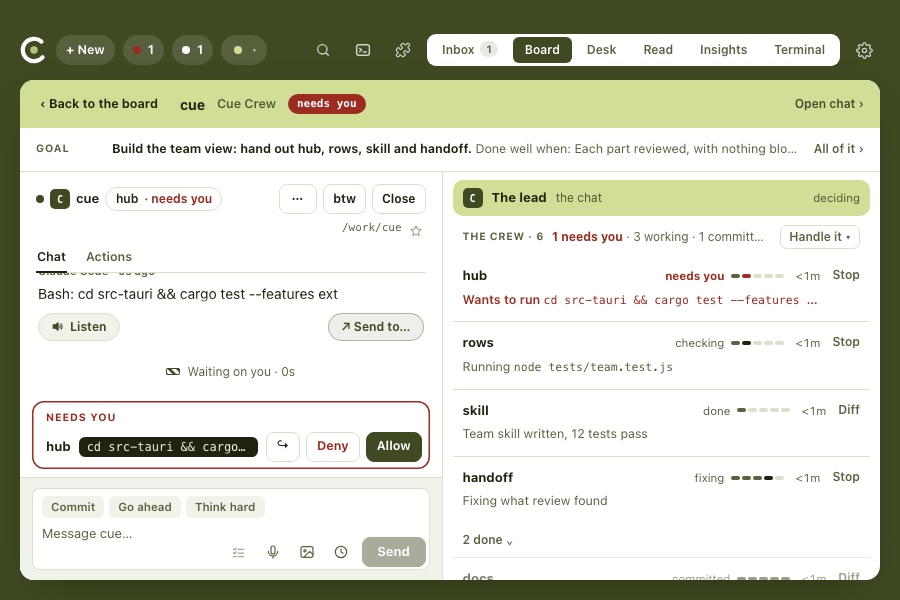 + New
1
1
Inbox 1
Board
Desk
Read
Insights
Terminal
‹ Back to the board
cue
Cue Crew
needs you
Open chat ›
GOAL
Build the team view: hand out hub, rows, skill and handoff. Done well when: Each part reviewed, with nothing blo...
All of it ›
C cue
hub · needs you
...
btw
Close
/work/cue
Chat
Actions
Bash: cd src-tauri && cargo test --features ext
Listen
↗ Send to...
Waiting on you · 0s
NEEDS YOU
hub
cd src-tauri && cargo…
Deny
Allow
Commit
Go ahead
Think hard
Message cue...
Send
C The lead the chat
deciding
THE CREW · 6 1 needs you · 3 working · 1 committ...
Handle it
hub
needs you
<1m
Stop
Wants to run cd src-tauri && cargo test --features ...
rows
checking
<1m
Stop
Running node tests/team.test.js
skill
done
<1m
Diff
Team skill written, 12 tests pass
handoff
fixing
<1m
Stop
Fixing what review found
2 done
docs
committed
<1m
Diff